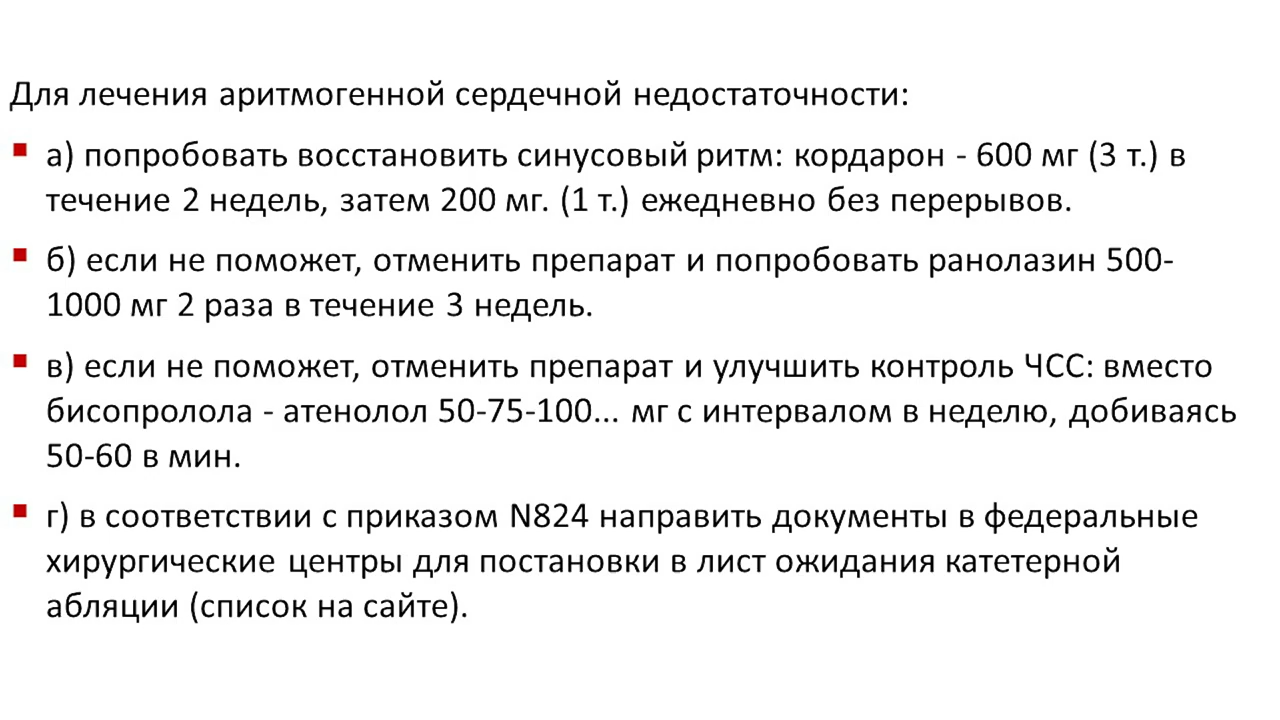 Для лечения аритмогенной сердечной недостаточности:
а) попробовать восстановить синусовый ритм: кордарон - 600 мг (3 т.) в
течение 2 недель, затем 200 мг. (1 т.) ежедневно без перерывов.
б) если не поможет, отменить препарат и попробовать ранолазин 500-
1000 мг 2 раза в течение 3 недель.
в) если не поможет, отменить препарат и улучшить контроль ЧСС: вместо
бисопролола - атенолол 50-75-100... мг с интервалом в неделю, добиваясь
50-60 в мин.
г) в соответствии с приказом N824 направить документы в федеральные
хирургические центры для постановки в лист ожидания катетерной
абляции (список на сайте).